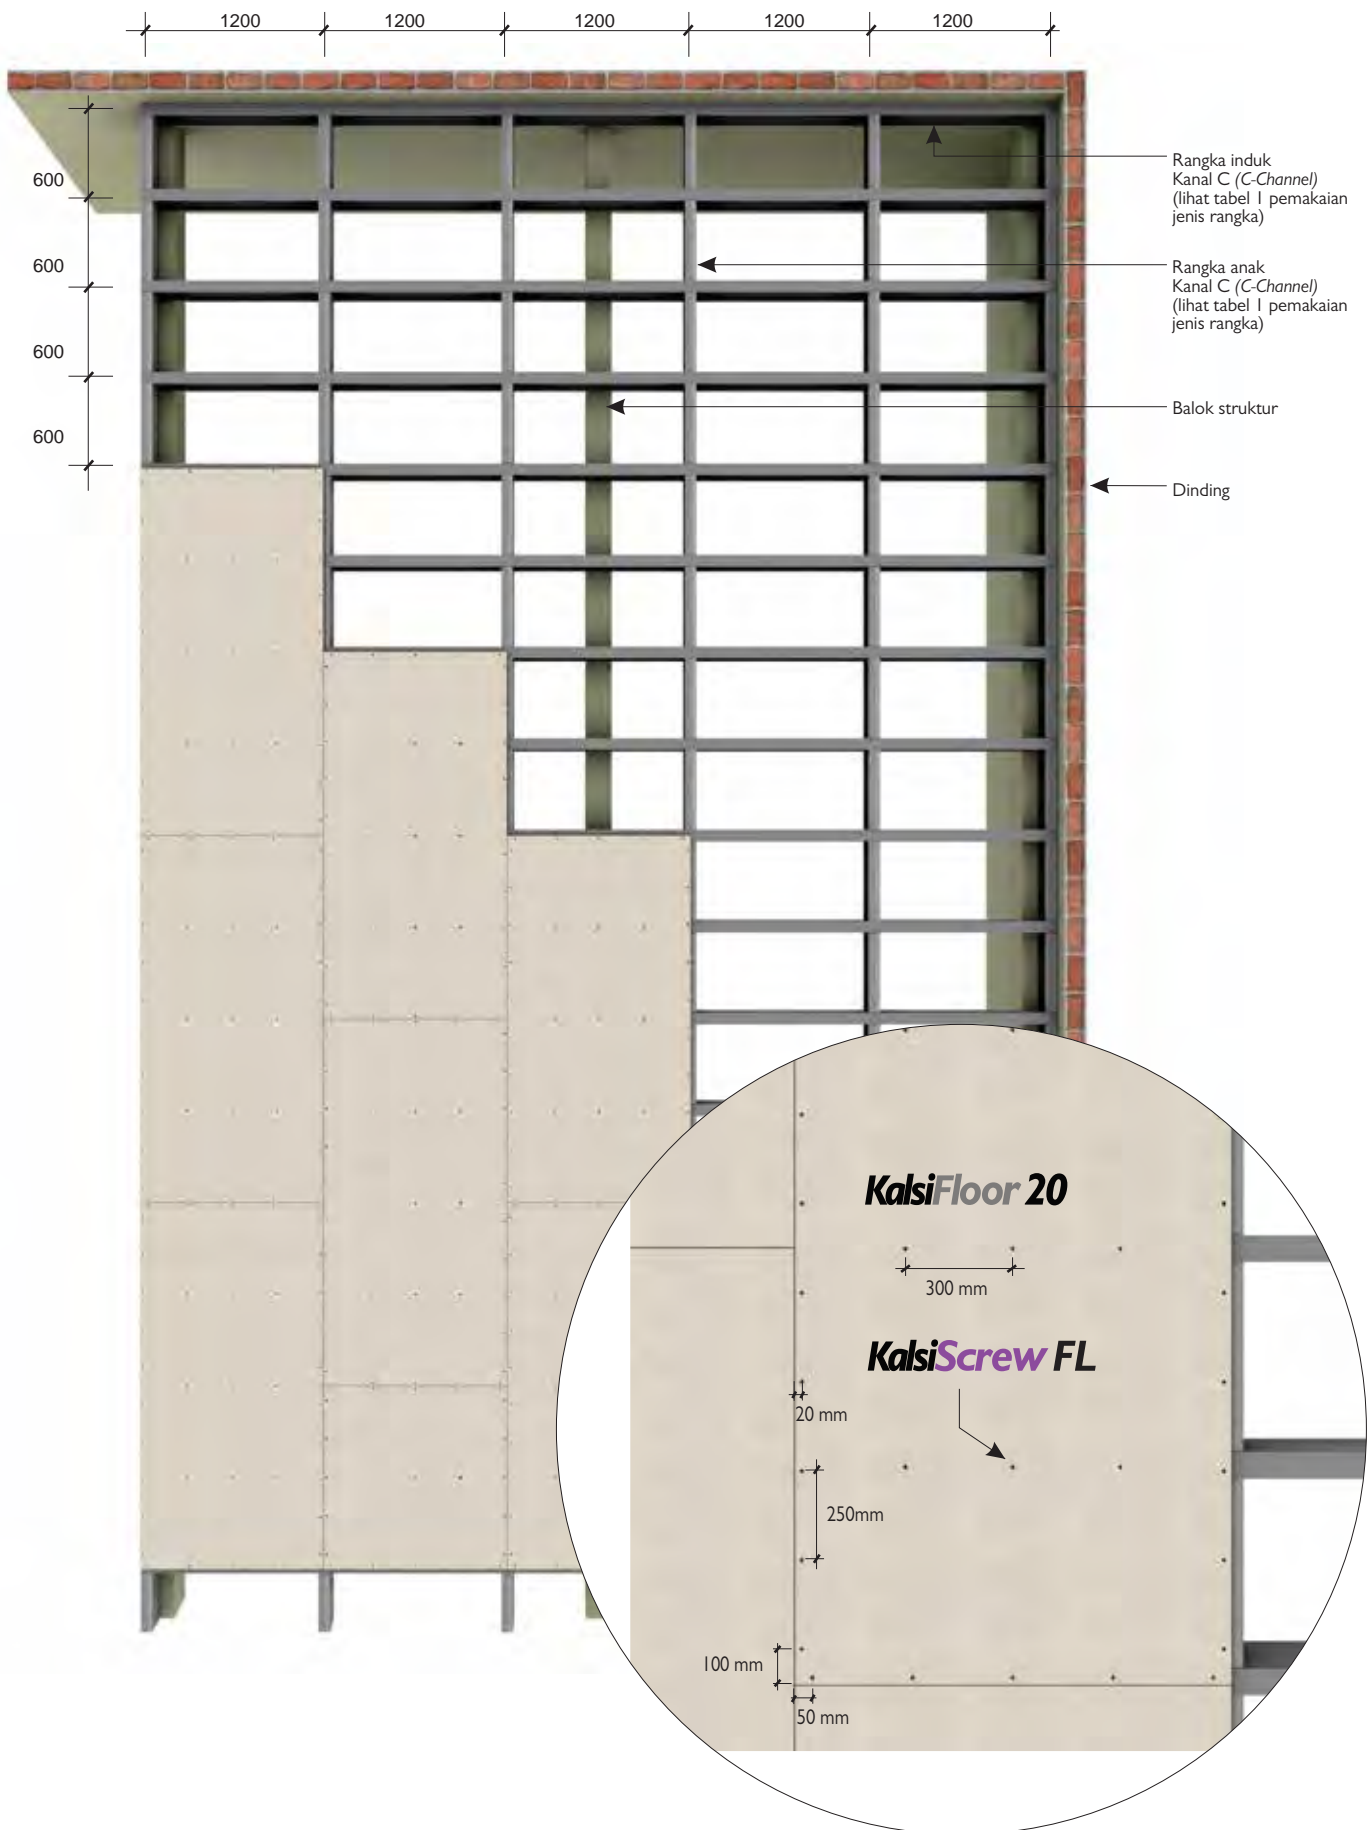 1200 1200 1200 1200 1200
600
600
600
600
Rangka induk
Kanal C (C-Channel)
(lihat tabel 1 pemakaian
jenis rangka)
Rangka anak
Kanal C (C-Channel)
(lihat tabel 1 pemakaian
jenis rangka)
Balok struktur
Dinding
KalsiFloor 20
300 mm
KalsiScrew FL
20 mm
250mm
100 mm
50 mm